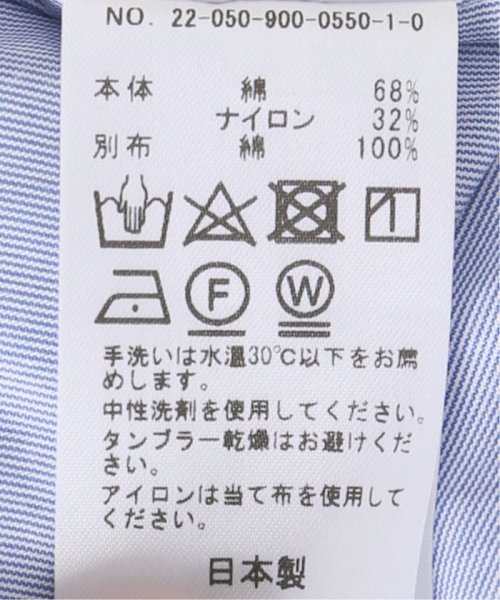 NO. 22-050-900-0550-1-0
本体 綿 68%
ナイロン 32%
別布 綿 100%
F W
手洗いは水温30℃以下をお薦
めします。
中性洗剤を使用してください。
タンブラー乾燥はお避けくだ
さい。
アイロンは当て布を使用して
ください。
日本製